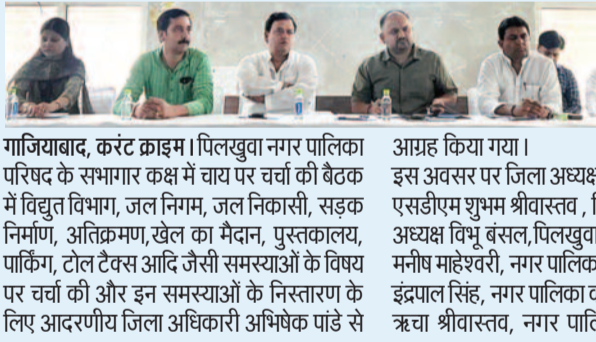 गाजियाबाद, करंट क्राइम। पिलखुवा नगर पालिका
परिषद के सभागार कक्ष में चाय पर चर्चा की बैठक
में विद्युत विभाग, जल निगम, जल निकासी, सड़क
निर्माण, अतिक्रमण,खेल का मैदान, पुस्तकालय,
पार्किंग, टोल टैक्स आदि जैसी समस्याओं के विषय
पर चर्चा की और इन समस्याओं के निस्तारण के
लिए आदरणीय जिला अधिकारी अभिषेक पांडे से
आग्रह किया गया।
इस अवसर पर जिला अध्यक्ष
एसडीएम शुभम श्रीवास्तव ,
अध्यक्ष विभू बंसल,पिलखुवा
मनीष माहेश्वरी, नगर पालिक
इंद्रपाल सिंह, नगर पालिका
ऋचा श्रीवास्तव, नगर